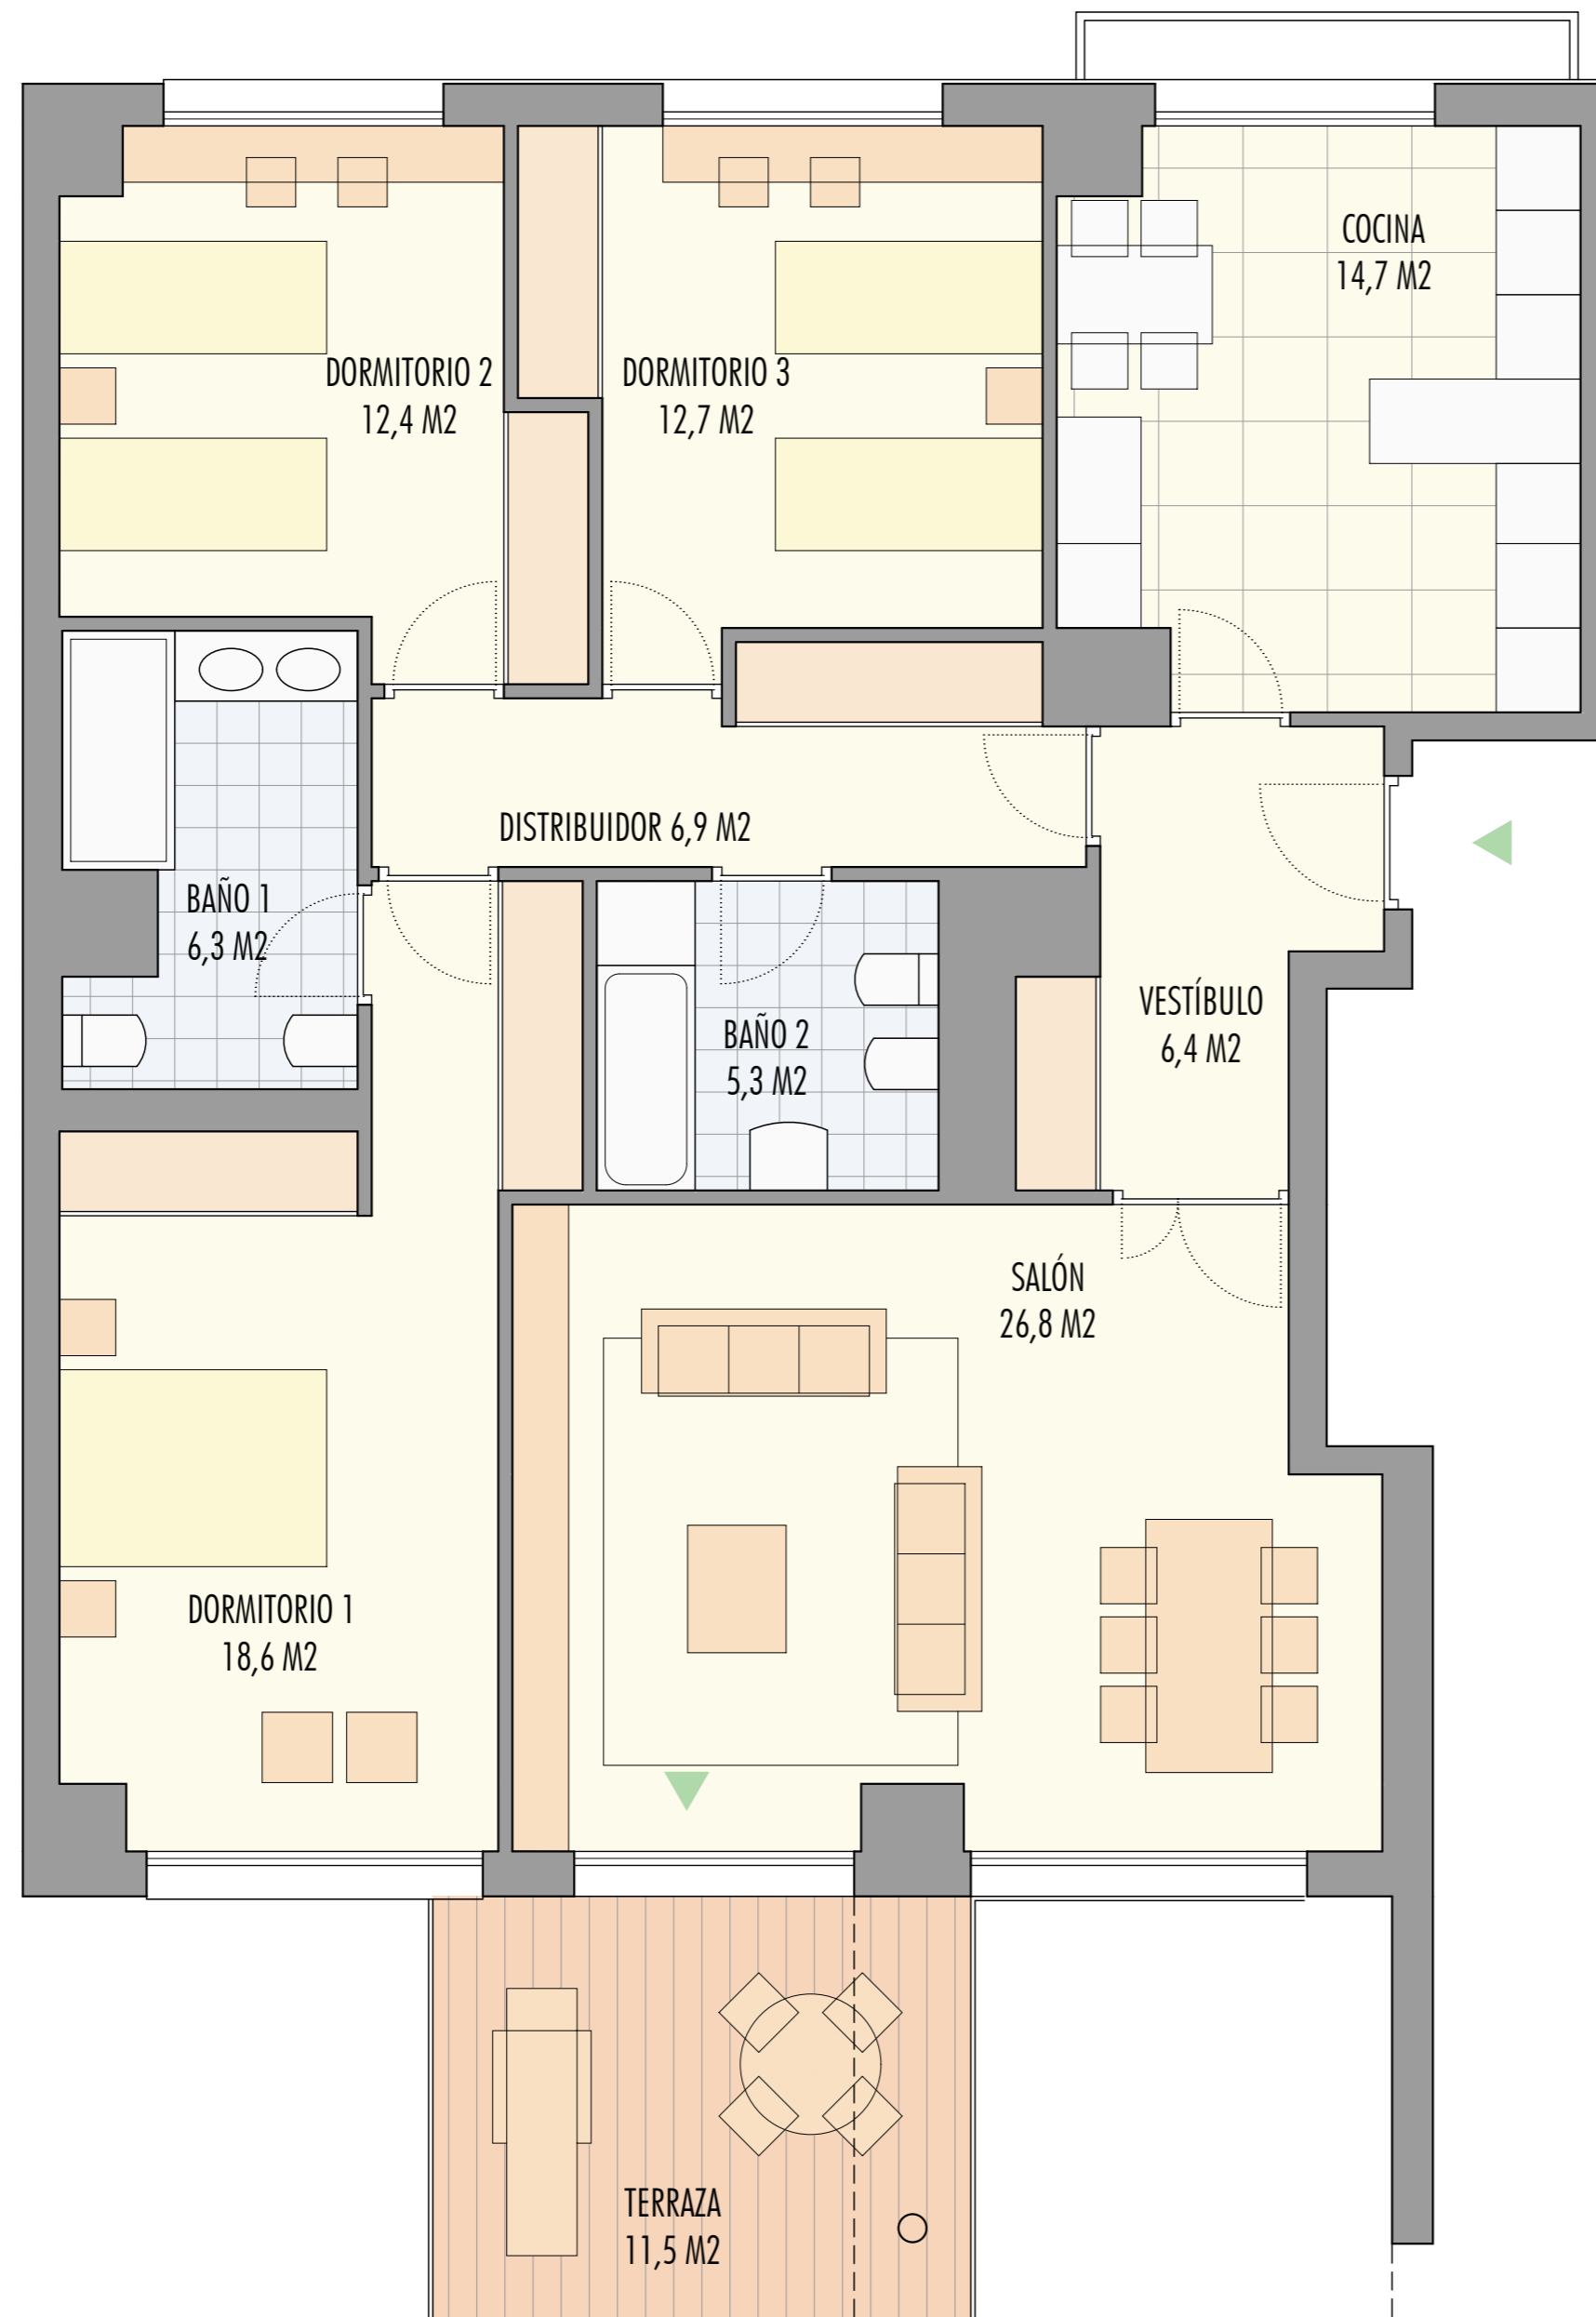 COCINA
14,7 M2
DORMITORIO 2
12,4 M2
DORMITORIO 3
12,7 M2
DISTRIBUIDOR 6,9 M2
BAÑO 1
6,3 M2
VESTÍBULO
6,4 M2
BAÑO 2
5,3 M2
SALÓN
26,8 M2
DORMITORIO 1
18,6 M2
TERRAZA
11,5 M2